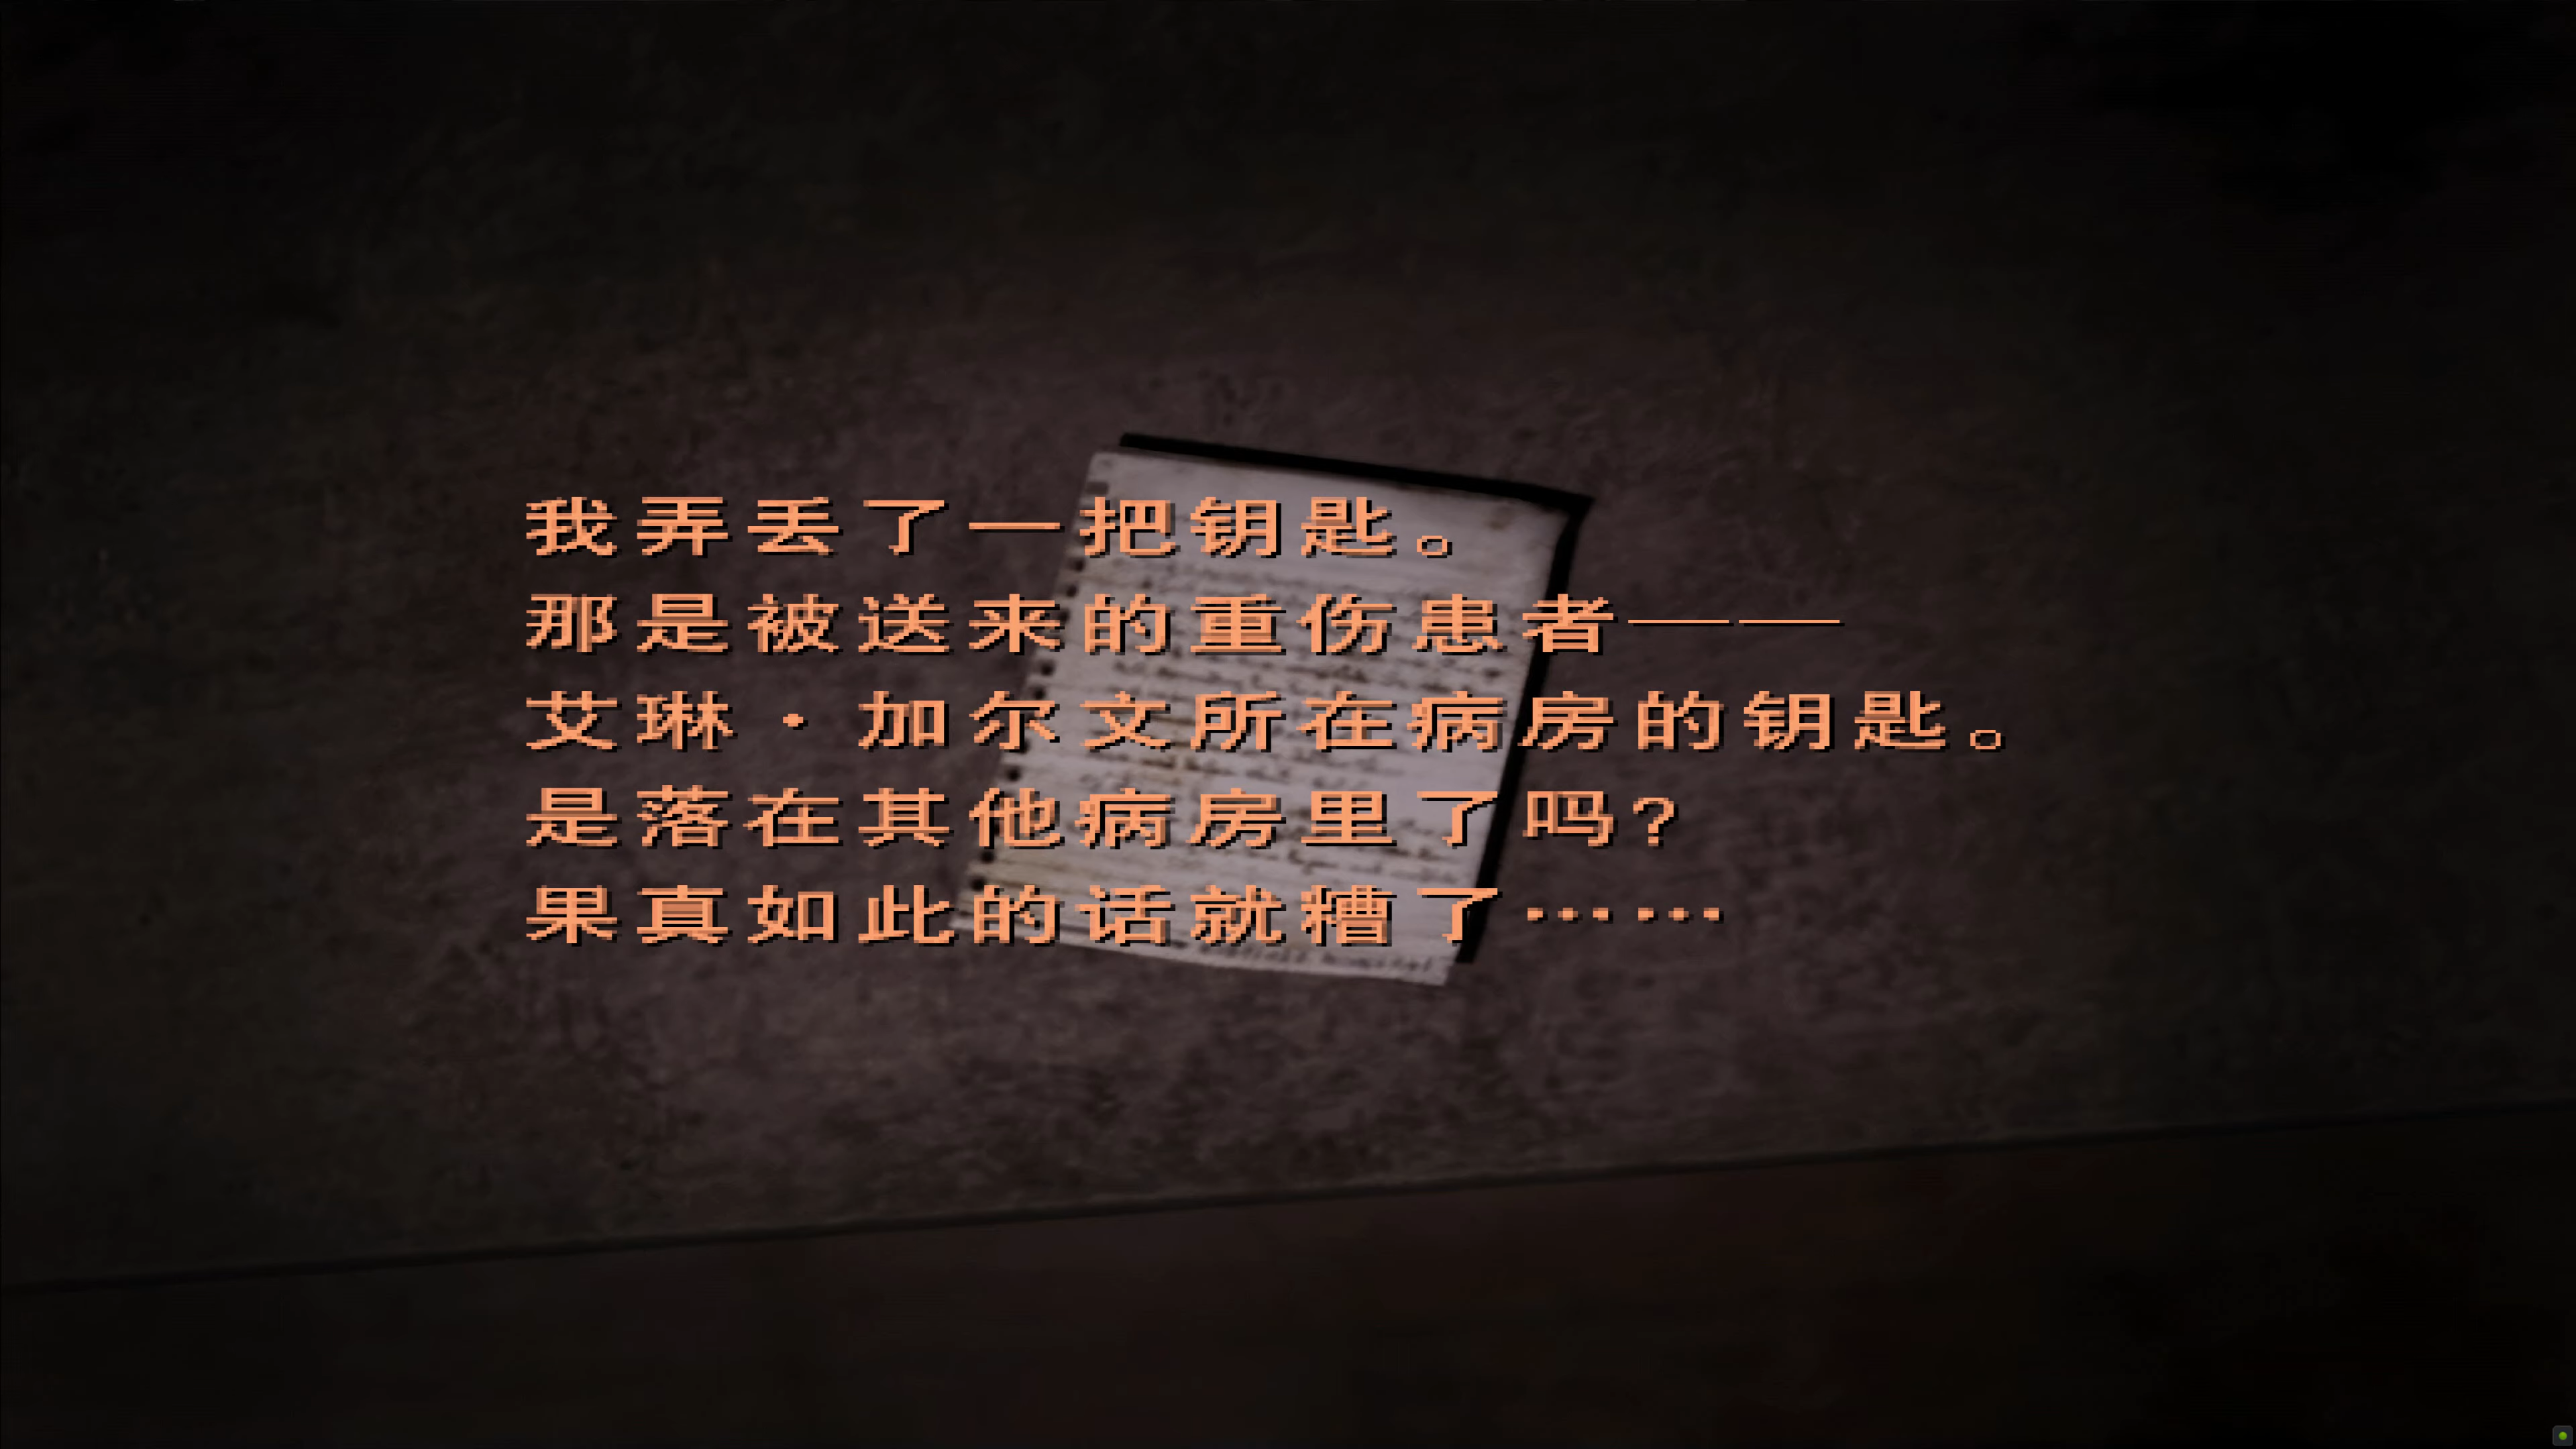 我弄丢了一把钥匙。
那是被送来的重伤患者——
艾琳·加尔文所在病房的钥匙。
是落在其他病房里了吗?
果真如此的话就糟了……